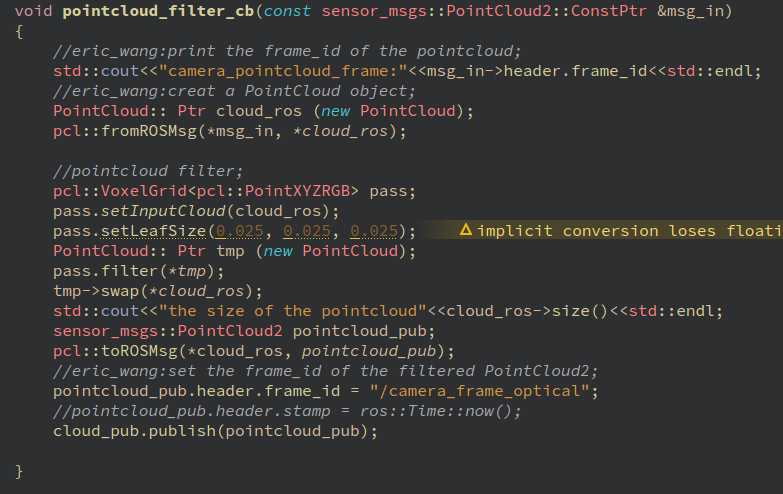 void pointcloud_filter_cb(const sensor_msgs::PointCloud2::ConstPtr &msg_in)
{
    //eric_wang:print the frame_id of the pointcloud;
    std::cout<<"camera_pointcloud_frame:"<<msg_in->header.frame_id<<std::endl;
    //eric_wang:creat a PointCloud object;
    PointCloud:: Ptr cloud_ros (new PointCloud);
    pcl::fromROSMsg(*msg_in, *cloud_ros);

    //pointcloud filter;
    pcl::VoxelGrid<pcl::PointXYZRGB> pass;
    pass.setInputCloud(cloud_ros);
    pass.setLeafSize(0.025, 0.025, 0.025);    ⚠ implicit conversion loses floati
    PointCloud:: Ptr tmp (new PointCloud);
    pass.filter(*tmp);
    tmp->swap(*cloud_ros);
    std::cout<<"the size of the pointcloud"<<cloud_ros->size()<<std::endl;
    sensor_msgs::PointCloud2 pointcloud_pub;
    pcl::toROSMsg(*cloud_ros, pointcloud_pub);
    //eric_wang:set the frame_id of the filtered PointCloud2;
    pointcloud_pub.header.frame_id = "/camera_frame_optical";
    //pointcloud_pub.header.stamp = ros::Time::now();
    cloud_pub.publish(pointcloud_pub);

}